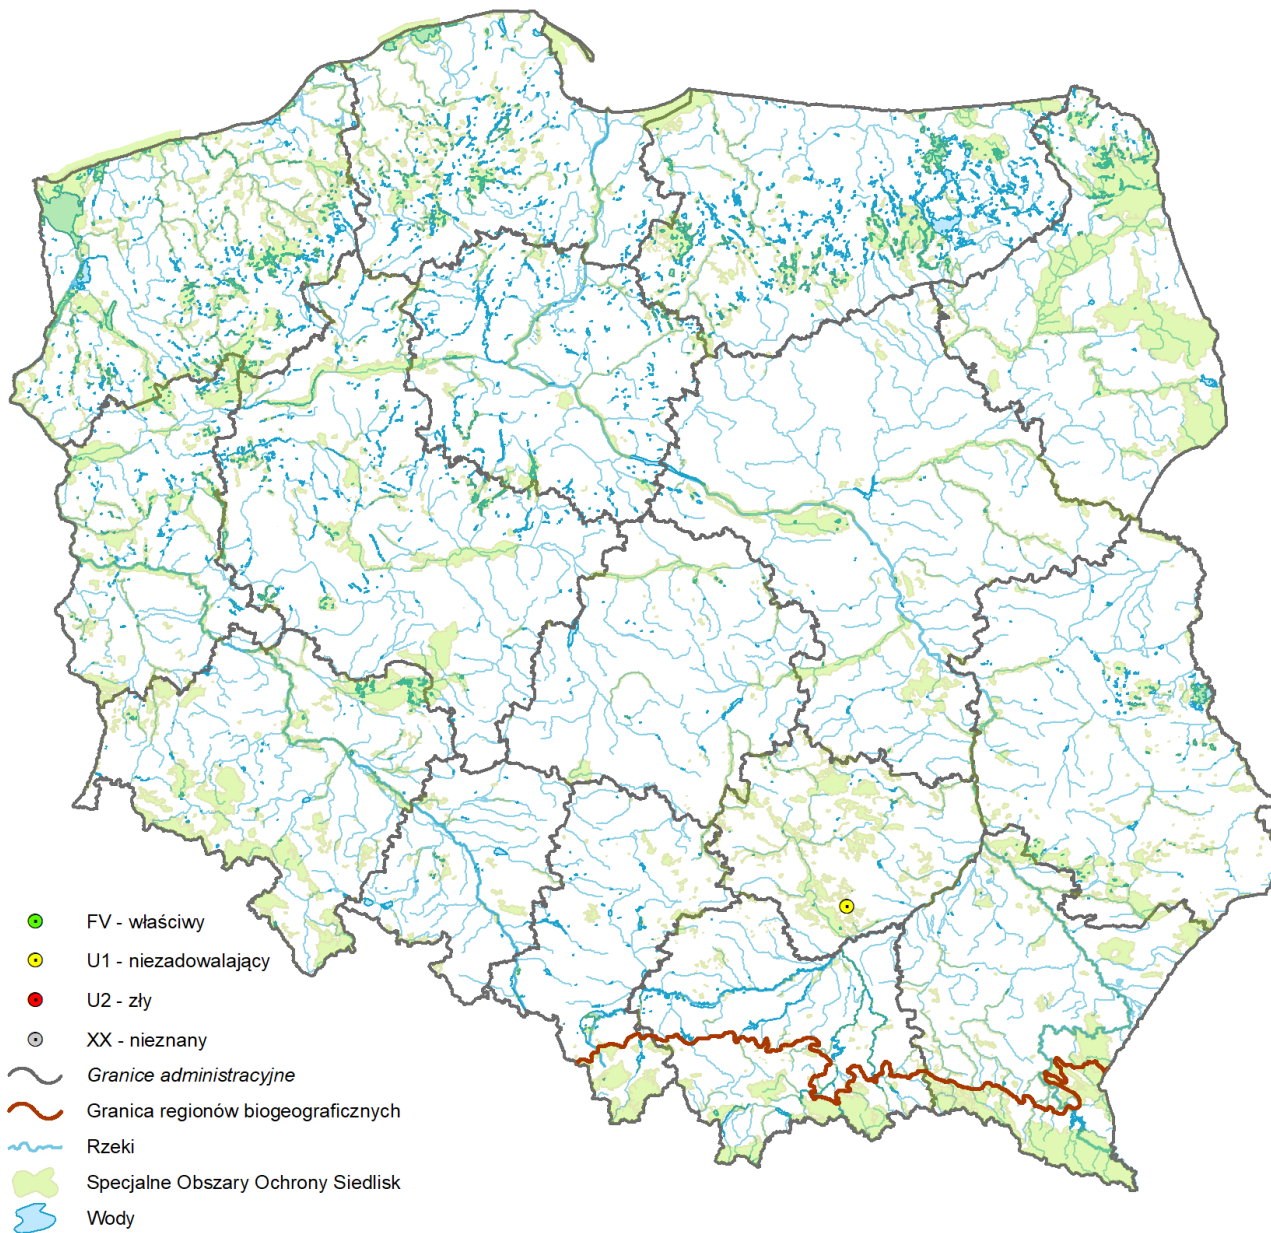 FV - właściwy
U1 - niezadowalający
U2 - zły
XX - nieznany
Granice administracyjne
Granica regionów biogeograficznych
Rzeki
Specjalne Obszary Ochrony Siedlisk
Wody